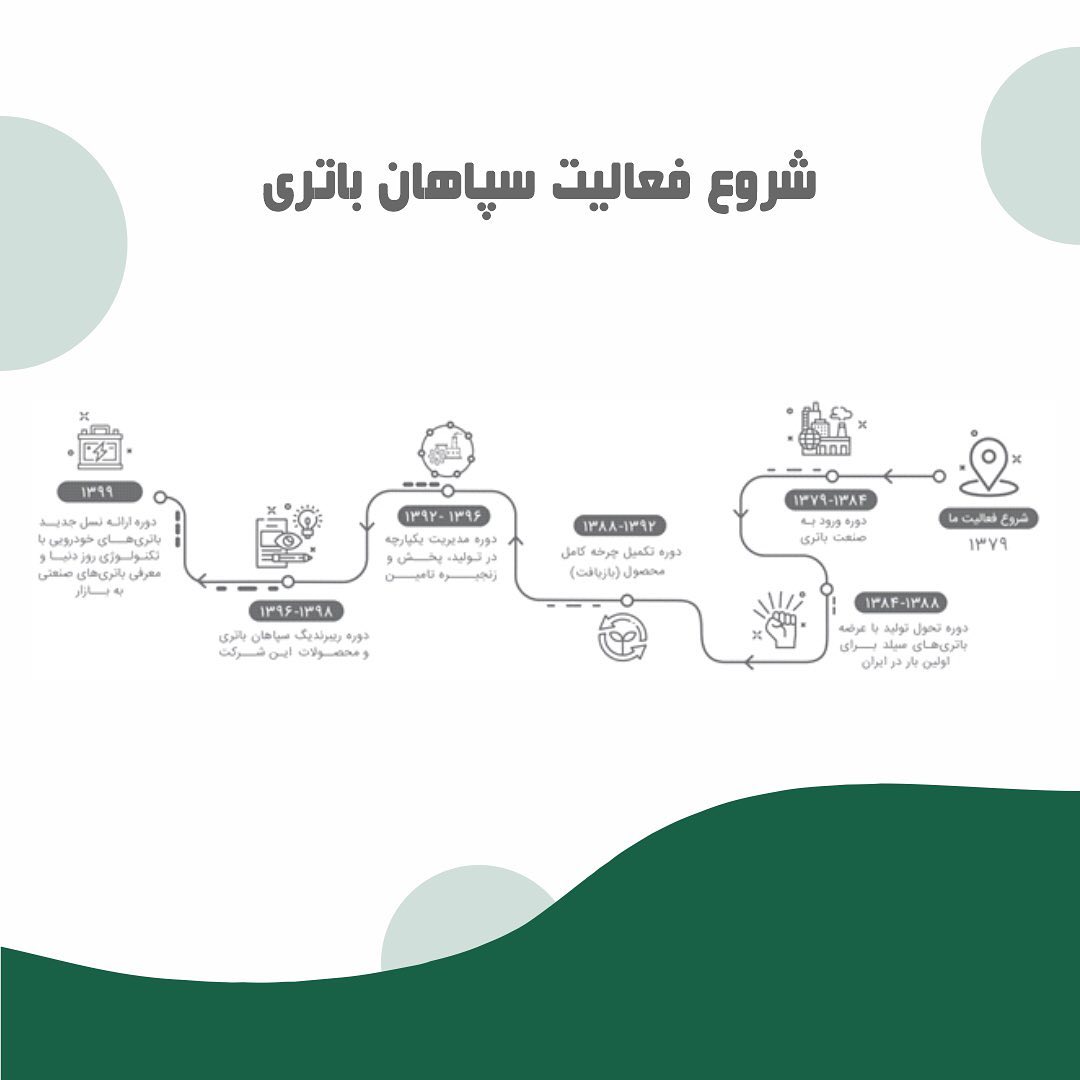 شروع فعالیت سپاهان باتری
شروع فعالیت ما
۱۳۷۹
۱۳۷۹-۱۳۸۴
دوره ورود به
صنعت باتری
۱۳۸۴-۱۳۸۸
دوره تحول تولید با عرضه
باتری‌های سیلد برای
اولین بار در ایران
۱۳۸۸-۱۳۹۲
دوره تکمیل چرخه کامل
محصول (بازیافت)
۱۳۹۲- ۱۳۹۶
دوره مدیریت یکپارچه
در تولید، پخش و
زنجیره تامین
۱۳۹۶-۱۳۹۸
دوره ریبرندیگ سپاهان باتری
و محصولات این شرکت
۱۳۹۹
دوره ارائه نسل جدید
باتری‌های خودرویی با
تکنولوژی روز دنیا و
معرفی باتری‌های صنعتی
به بازار